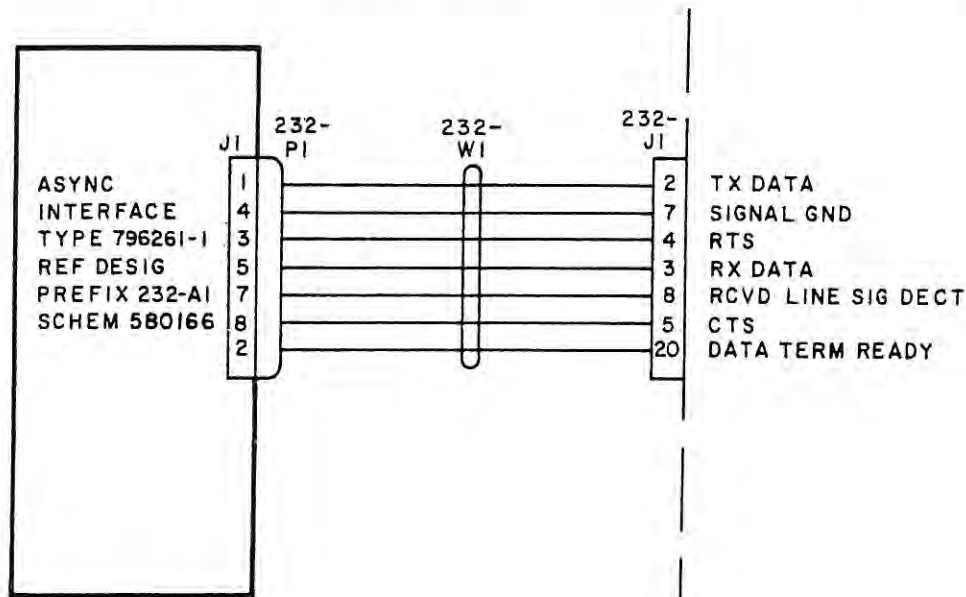 232-
P1
232-
W1
232-
J1
J1
ASYNC
INTERFACE
TYPE 796261-1
REF DESIG
PREFIX 232-A1
SCHEM 580166
1
4
3
5
7
8
2
2 TX DATA
7 SIGNAL GND
4 RTS
3 RX DATA
8 RCVD LINE SIG DECT
5 CTS
20 DATA TERM READY